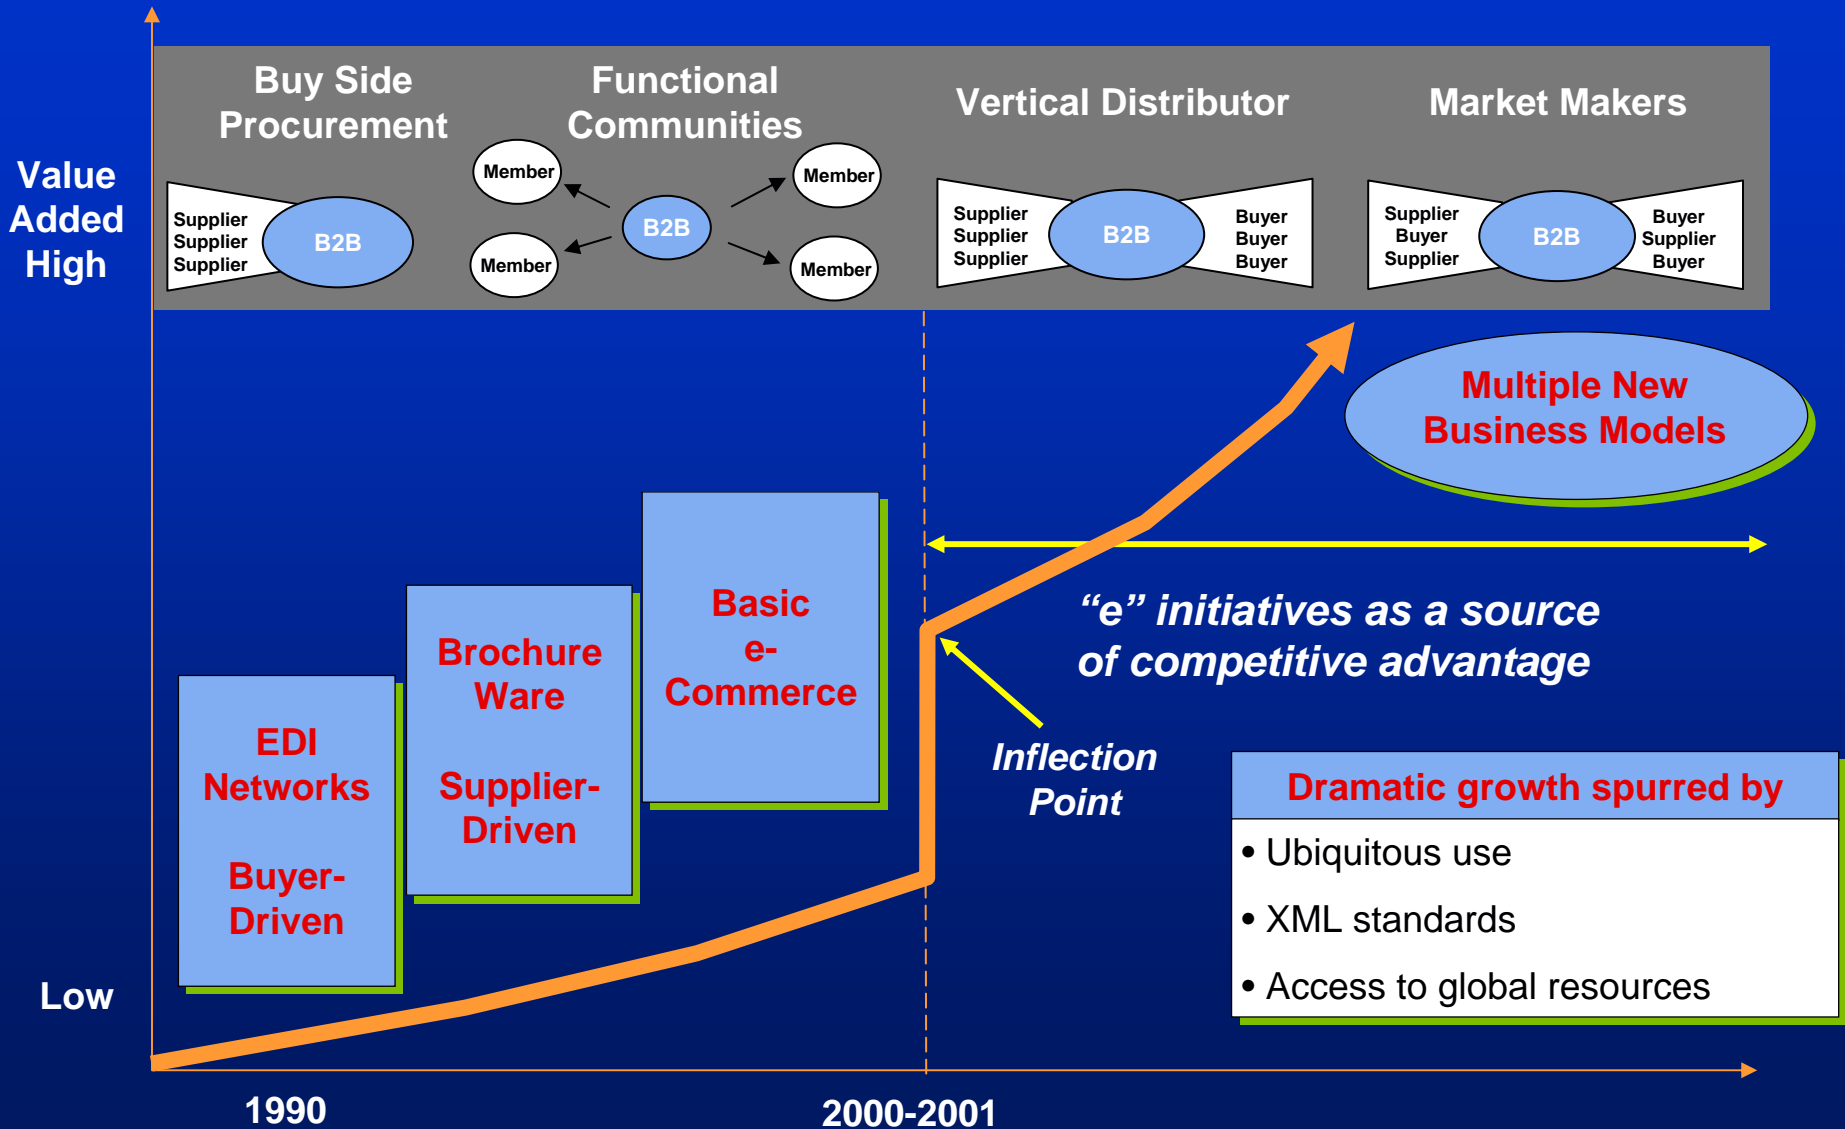 Buy Side
Procurement
Functional
Communities
Vertical Distributor
Market Makers
Value
Added
High
Supplier
Supplier
Supplier
B2B
Member
Member
B2B
Member
Member
Supplier
Supplier
Supplier
B2B
Buyer
Buyer
Buyer
Supplier
Buyer
Supplier
B2B
Buyer
Supplier
Buyer
Multiple New
Business Models
EDI
Networks
Buyer-
Driven
Brochure
Ware
Supplier-
Driven
Basic
e-
Commerce
“e” initiatives as a source
of competitive advantage
Inflection
Point
Dramatic growth spurred by
• Ubiquitous use
• XML standards
• Access to global resources
Low
1990
2000-2001